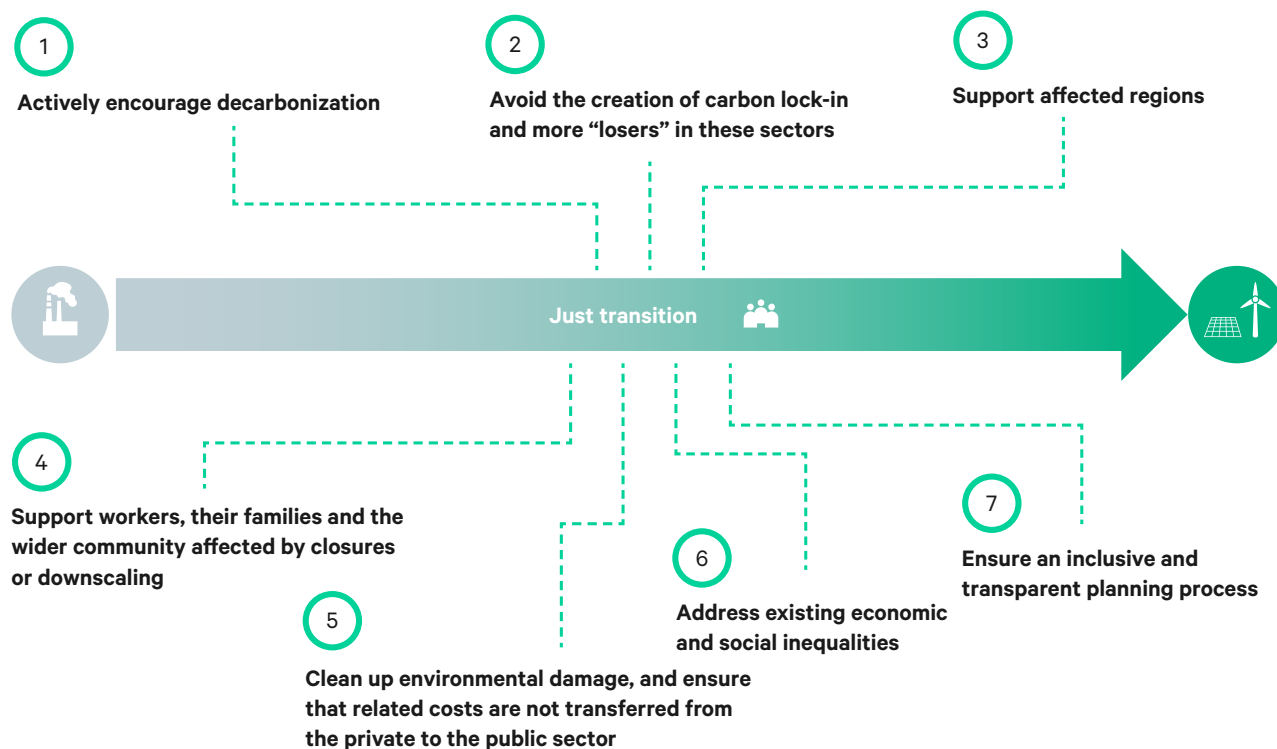 1
Actively encourage decarbonization
2
Avoid the creation of carbon lock-in
and more “losers” in these sectors
3
Support affected regions
Just transition
4
Support workers, their families and the
wider community affected by closures
or downscaling
5
Clean up environmental damage, and ensure
that related costs are not transferred from
the private to the public sector
6
Address existing economic
and social inequalities
7
Ensure an inclusive and
transparent planning process